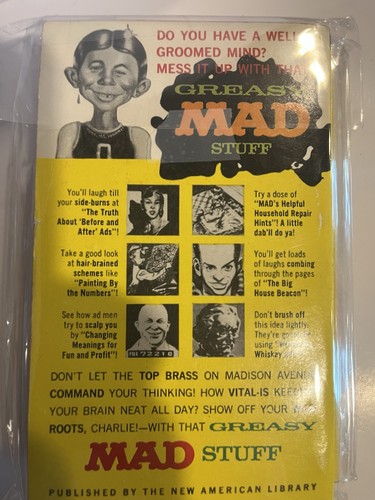 DO YOU HAVE A WELL
GROOMED MIND?
MESS IT UP WITH THAT
GREASY
MAD
STUFF
You'll laugh till
your side-burns at
"The Truth
About 'Before and
After' Ads"!
Try a dose of
"MAD's Helpful
Household Repair
Hints"! A little
dab'll do ya!
Take a good look
at hair-brained
schemes like
"Painting By
the Numbers"!
You'll get loads
of laughs combing
through the pages
of "The Big
House Beacon"!
See how ad men
try to scalp you
by "Changing
Meanings for
Fun and Profit"!
72210
Don't brush off
this idea lightly.
They're
using
Whiskey
DON'T LET THE TOP BRASS ON MADISON AVENUE
COMMAND YOUR THINKING! HOW VITAL-IS
YOUR BRAIN NEAT ALL DAY? SHOW OFF YOUR
ROOTS, CHARLIE!—WITH THAT GREASY
MAD STUFF
PUBLISHED BY THE NEW AMERICAN LIBRARY